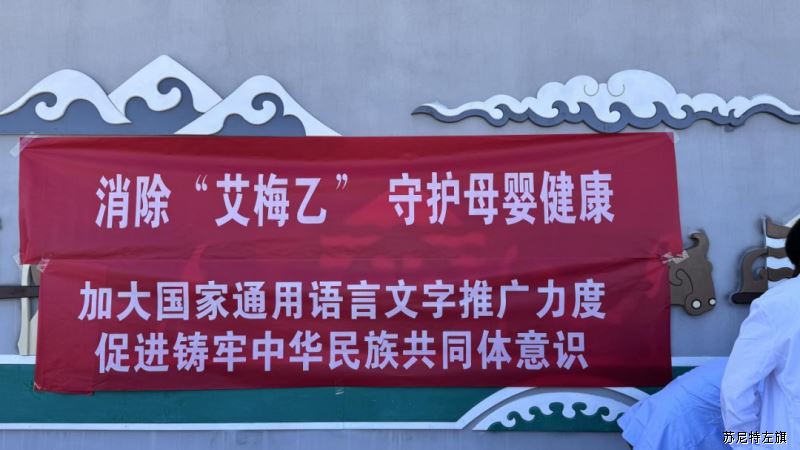 消除“艾梅乙” 守护母婴健康
加大国家通用语言文字推广力度
促进铸牢中华民族共同体意识
苏尼特左旗